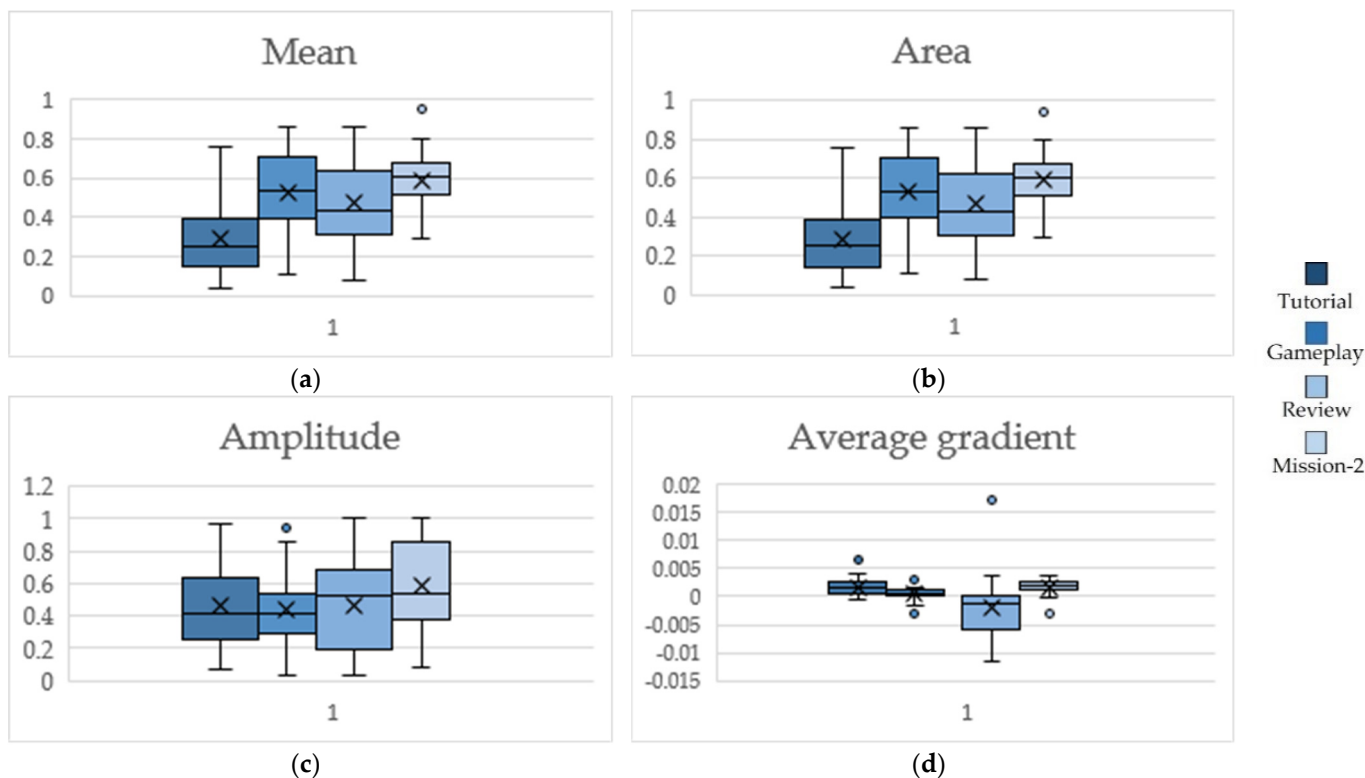 Mean
1
0.8
0.6
0.4
0.2
0
1
(a)
Area
1
0.8
0.6
0.4
0.2
0
1
(b)
Amplitude
1.2
1
0.8
0.6
0.4
0.2
0
1
(c)
Average gradient
0.02
0.015
0.01
0.005
0
-0.005
-0.01
-0.015
1
(d)
Tutorial
Gameplay
Review
Mission-2